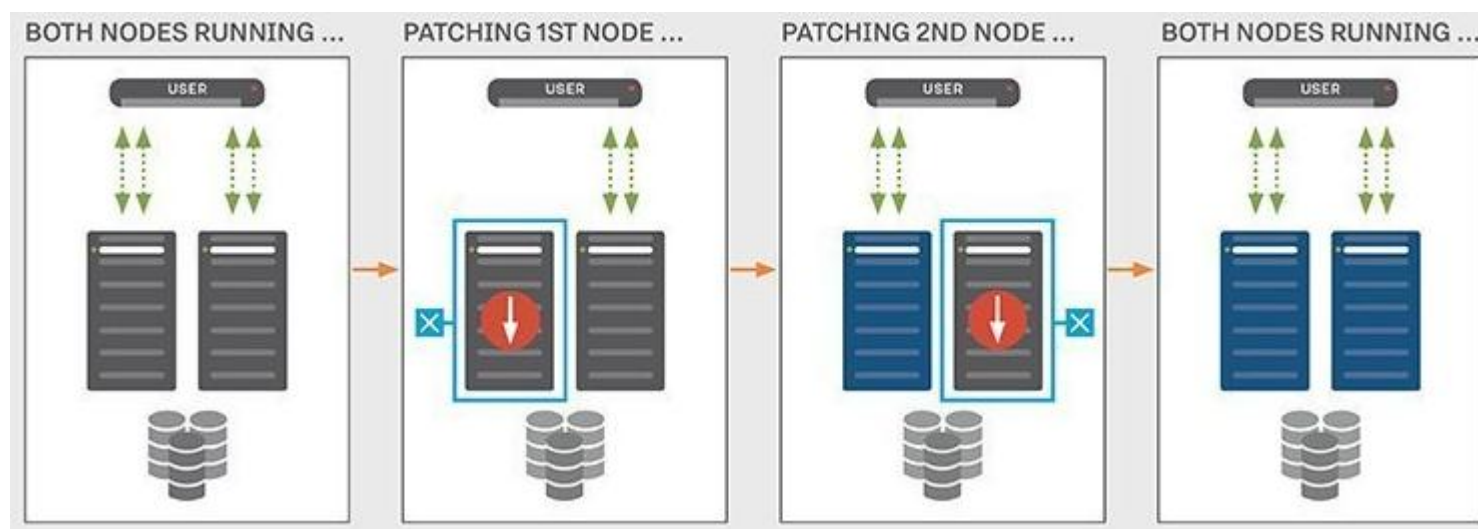 BOTH NODES RUNNING ...
PATCHING 1ST NODE ...
PATCHING 2ND NODE ...
BOTH NODES RUNNING ...
USER
USER
USER
USER